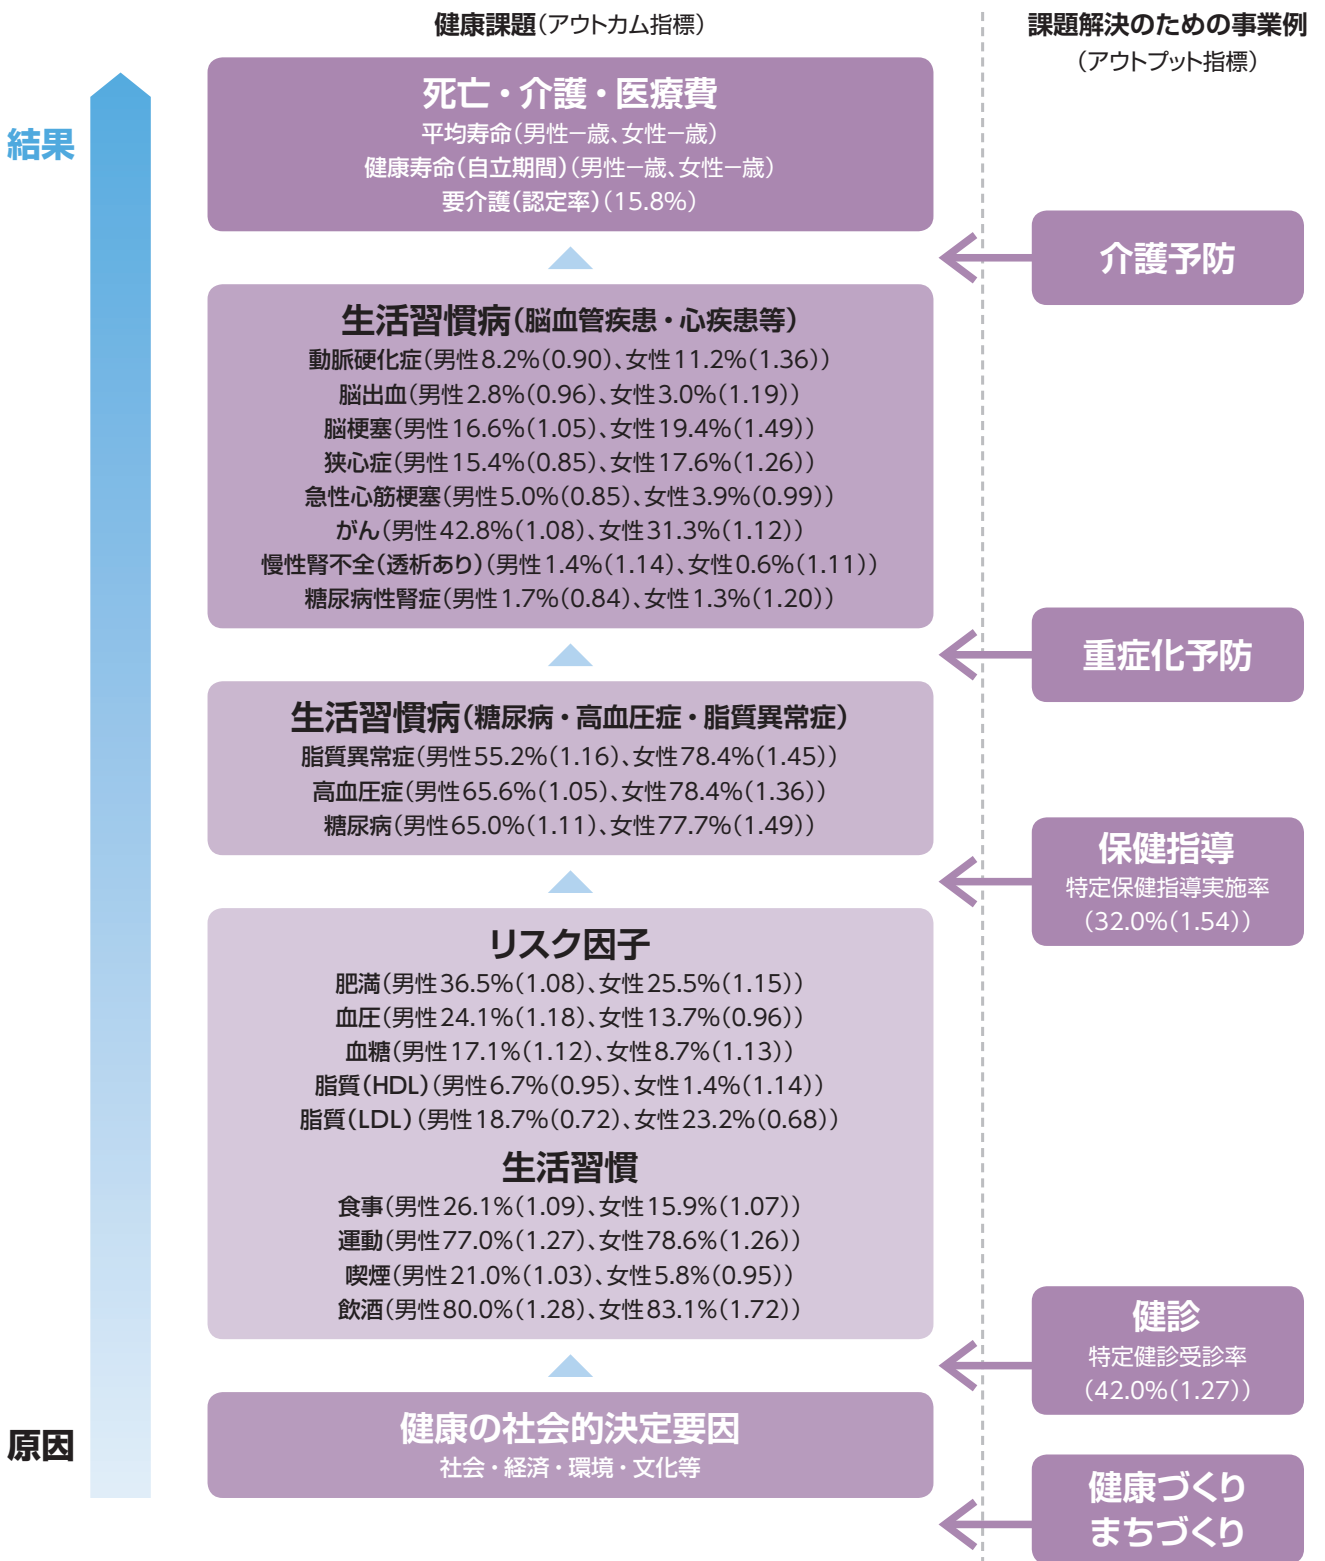 健康課題(アウトカム指標)
課題解決のための事業例
(アウトプット指標)
結果
死亡・介護・医療費
平均寿命(男性ー歳、女性ー歳)
健康寿命(自立期間)(男性ー歳、女性ー歳)
要介護(認定率)(15.8%)
介護予防
生活習慣病(脳血管疾患・心疾患等)
動脈硬化症(男性8.2%(0.90)、女性11.2%(1.36))
脳出血(男性2.8%(0.96)、女性3.0%(1.19))
脳梗塞(男性16.6%(1.05)、女性19.4%(1.49))
狭心症(男性15.4%(0.85)、女性17.6%(1.26))
急性心筋梗塞(男性5.0%(0.85)、女性3.9%(0.99))
がん(男性42.8%(1.08)、女性31.3%(1.12))
慢性腎不全(透析あり)(男性1.4%(1.14)、女性0.6%(1.11))
糖尿病性腎症(男性1.7%(0.84)、女性1.3%(1.20))
重症化予防
生活習慣病(糖尿病・高血圧症・脂質異常症)
脂質異常症(男性55.2%(1.16)、女性78.4%(1.45))
高血圧症(男性65.6%(1.05)、女性78.4%(1.36))
糖尿病(男性65.0%(1.11)、女性77.7%(1.49))
保健指導
特定保健指導実施率
(32.0%(1.54))
リスク因子
肥満(男性36.5%(1.08)、女性25.5%(1.15))
血圧(男性24.1%(1.18)、女性13.7%(0.96))
血糖(男性17.1%(1.12)、女性8.7%(1.13))
脂質(HDL)(男性6.7%(0.95)、女性1.4%(1.14))
脂質(LDL)(男性18.7%(0.72)、女性23.2%(0.68))
生活習慣
食事(男性26.1%(1.09)、女性15.9%(1.07))
運動(男性77.0%(1.27)、女性78.6%(1.26))
喫煙(男性21.0%(1.03)、女性5.8%(0.95))
飲酒(男性80.0%(1.28)、女性83.1%(1.72))
健診
特定健診受診率
(42.0%(1.27))
原因
健康の社会的決定要因
社会・経済・環境・文化等
健康づくり
まちづくり